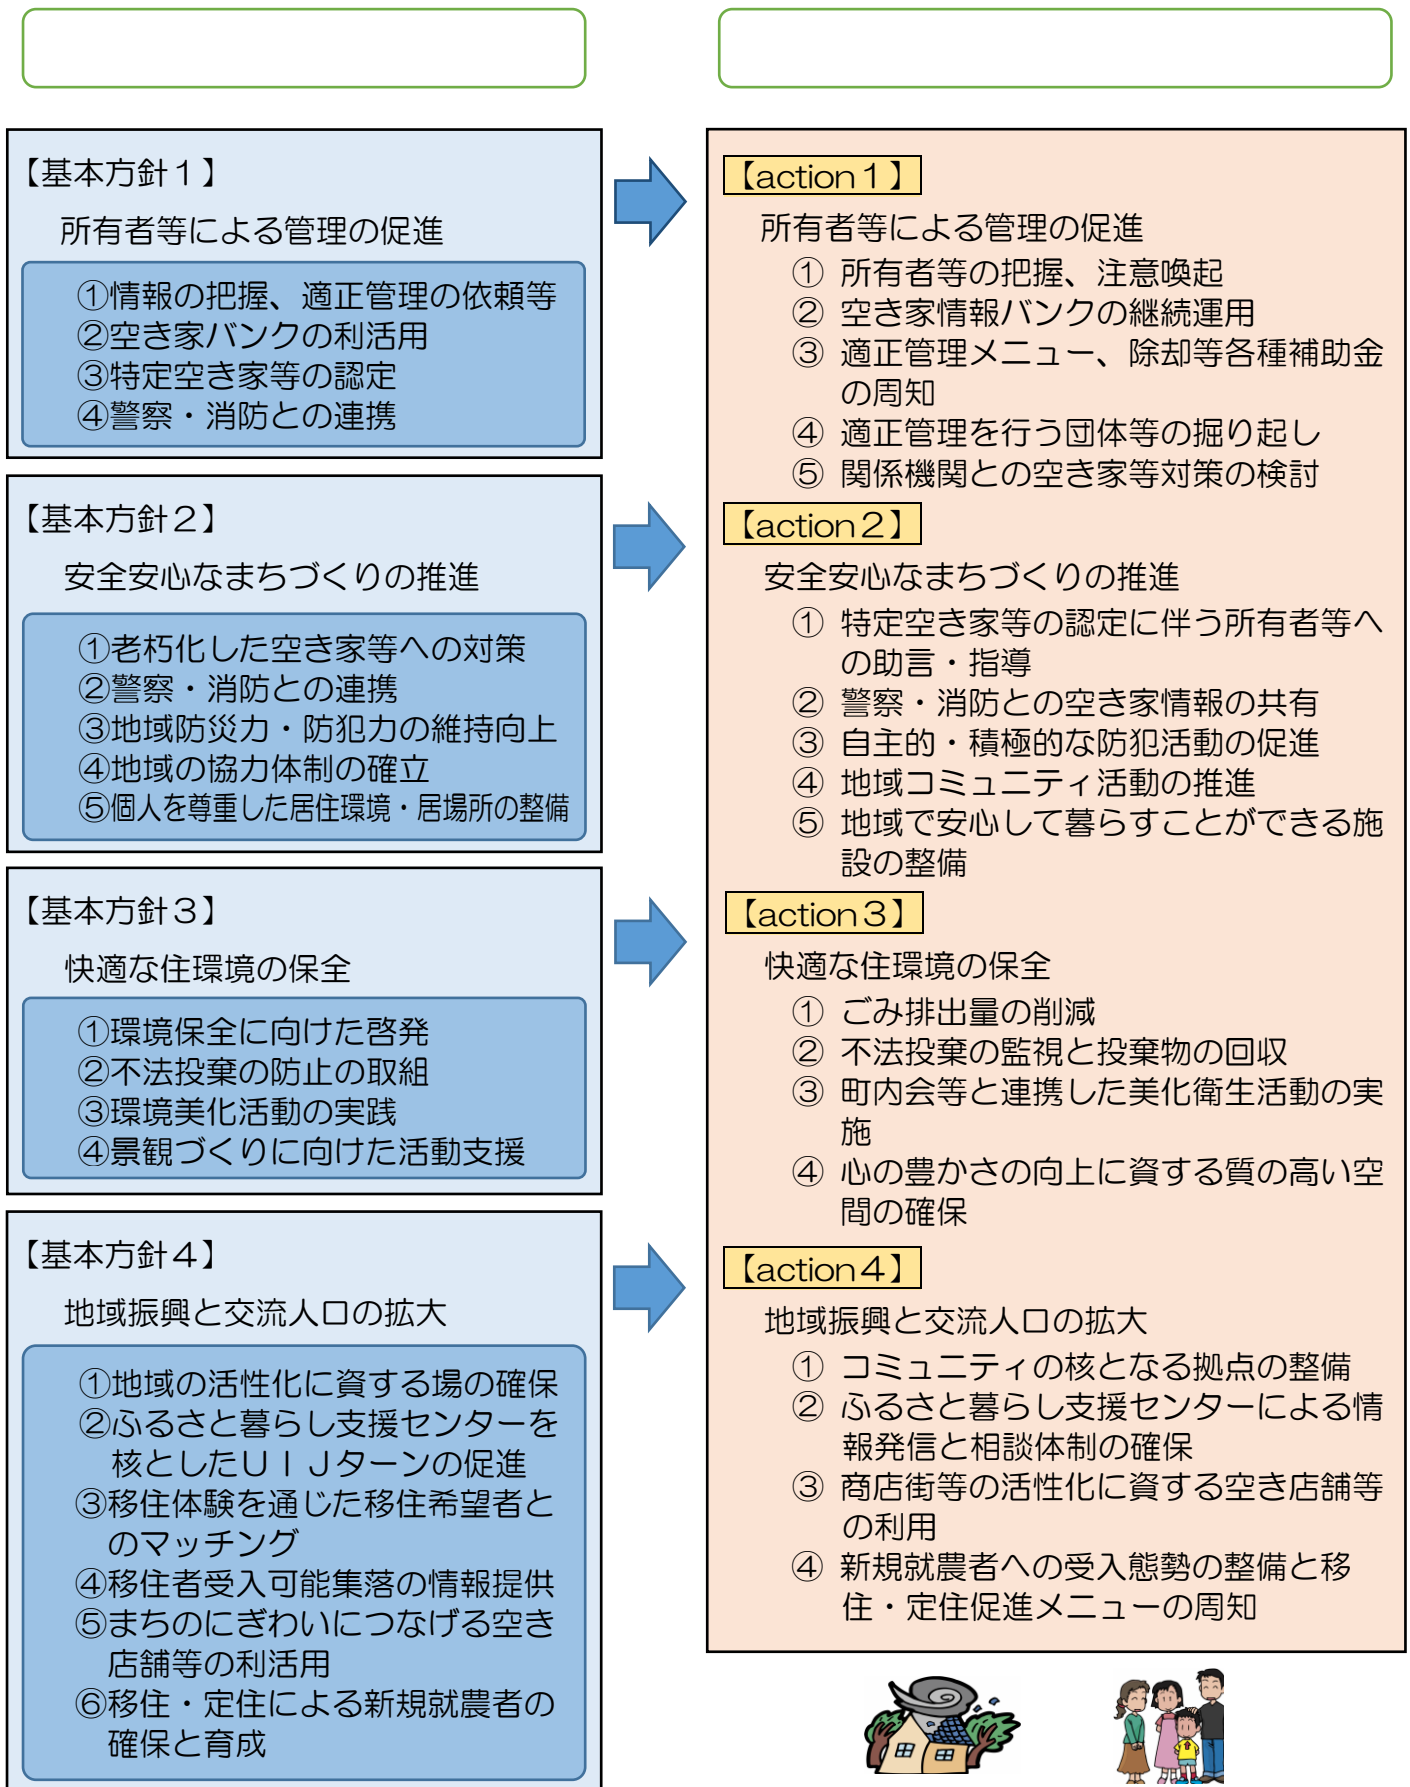 【基本方針１】
所有者等による管理の促進
①情報の把握、適正管理の依頼等
②空き家バンクの利活用
③特定空き家等の認定
④警察・消防との連携
【基本方針２】
安全安心なまちづくりの推進
①老朽化した空き家等への対策
②警察・消防との連携
③地域防災力・防犯力の維持向上
④地域の協力体制の確立
⑤個人を尊重した居住環境・居場所の整備
【基本方針３】
快適な住環境の保全
①環境保全に向けた啓発
②不法投棄の防止の取組
③環境美化活動の実践
④景観づくりに向けた活動支援
【基本方針４】
地域振興と交流人口の拡大
①地域の活性化に資する場の確保
②ふるさと暮らし支援センターを
核としたＵＩＪターンの促進
③移住体験を通じた移住希望者と
のマッチング
④移住者受入可能集落の情報提供
⑤まちのにぎわいにつなげる空き
店舗等の利活用
⑥移住・定住による新規就農者の
確保と育成
【action１】
所有者等による管理の促進
① 所有者等の把握、注意喚起
② 空き家情報バンクの継続運用
③ 適正管理メニュー、除却等各種補助金
の周知
④ 適正管理を行う団体等の掘り起し
⑤ 関係機関との空き家等対策の検討
【action２】
安全安心なまちづくりの推進
① 特定空き家等の認定に伴う所有者等へ
の助言・指導
② 警察・消防との空き家情報の共有
③ 自主的・積極的な防犯活動の促進
④ 地域コミュニティ活動の推進
⑤ 地域で安心して暮らすことができる施
設の整備
【action３】
快適な住環境の保全
① ごみ排出量の削減
② 不法投棄の監視と投棄物の回収
③ 町内会等と連携した美化衛生活動の実
施
④ 心の豊かさの向上に資する質の高い空
間の確保
【action４】
地域振興と交流人口の拡大
① コミュニティの核となる拠点の整備
② ふるさと暮らし支援センターによる情
報発信と相談体制の確保
③ 商店街等の活性化に資する空き店舗等
の利用
④ 新規就農者への受入態勢の整備と移
住・定住促進メニューの周知